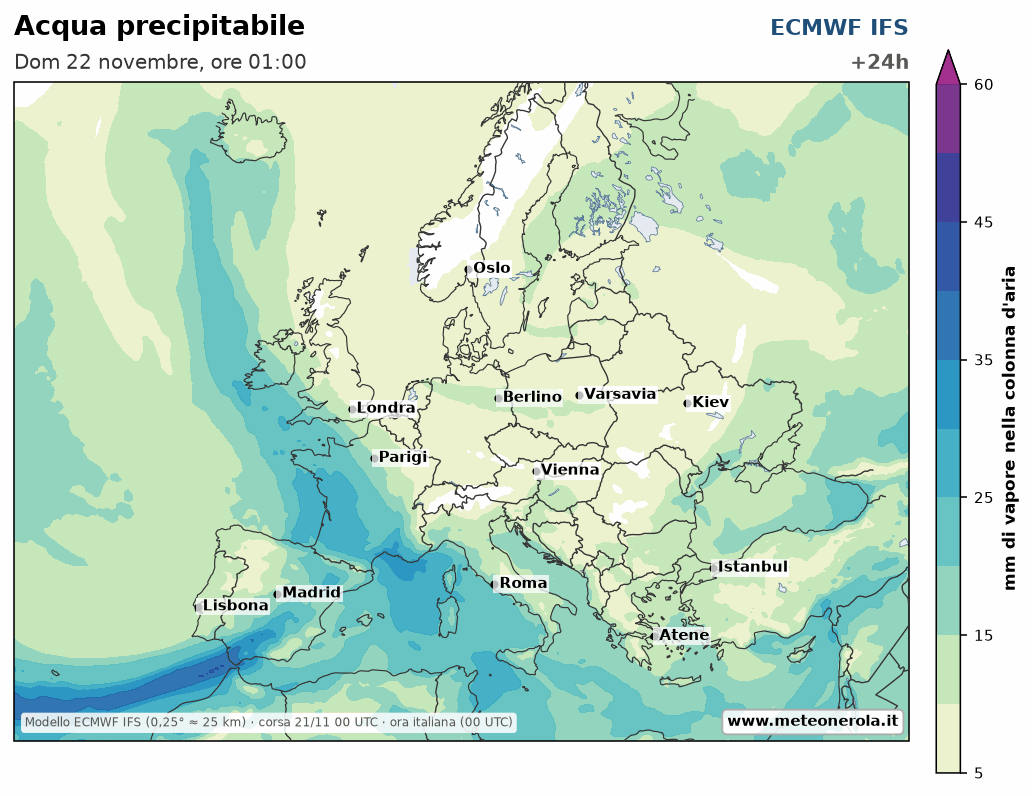 Acqua precipitabile
ECMWF IFS
Dom 22 novembre, ore 01:00
+24h
60
45
35
25
15
5
mm di vapore nella colonna d'aria
Oslo
Londra
Berlino
Varsavia
Kiev
Parigi
Vienna
Istanbul
Roma
Madrid
Lisbona
Atene
Modello ECMWF IFS (0,25° ≈ 25 km) · corsa 21/11 00 UTC · ora italiana (00 UTC)
www.meteonerola.it